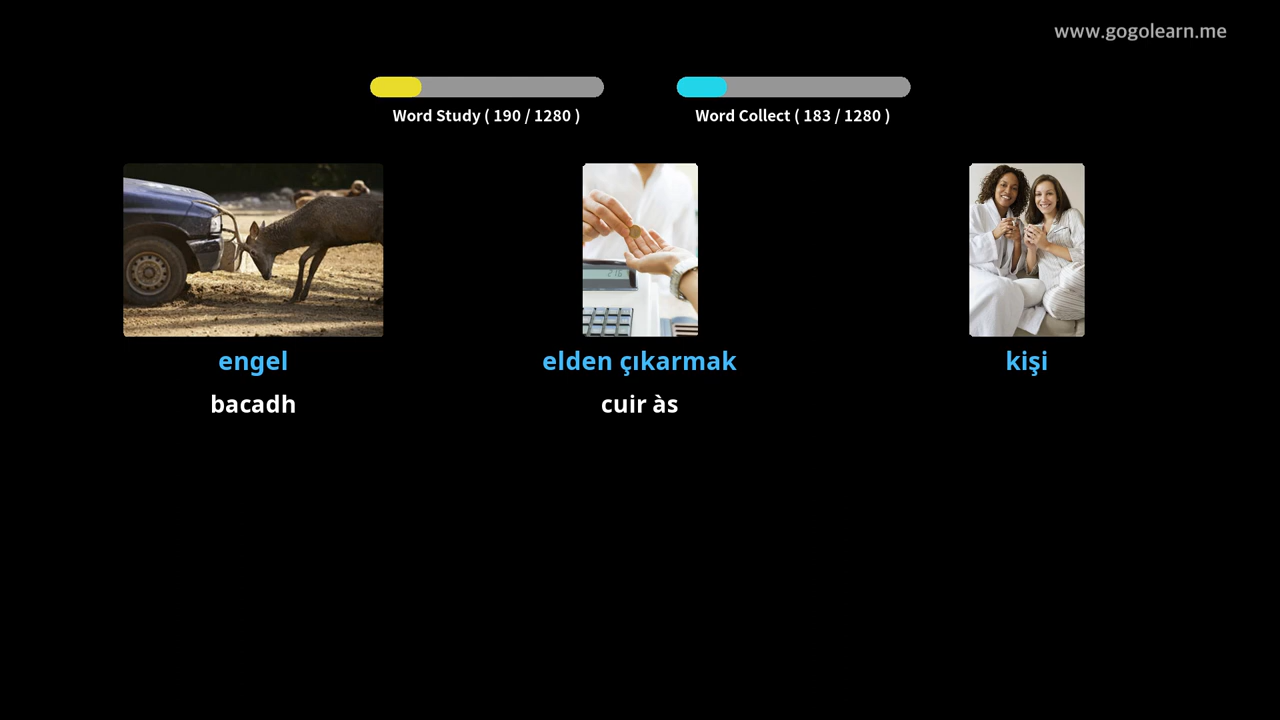 www.gogolearn.me
Word Study ( 190 / 1280 )
Word Collect ( 183 / 1280 )
engel
elden çıkarmak
kişi
bacadh
cuir às